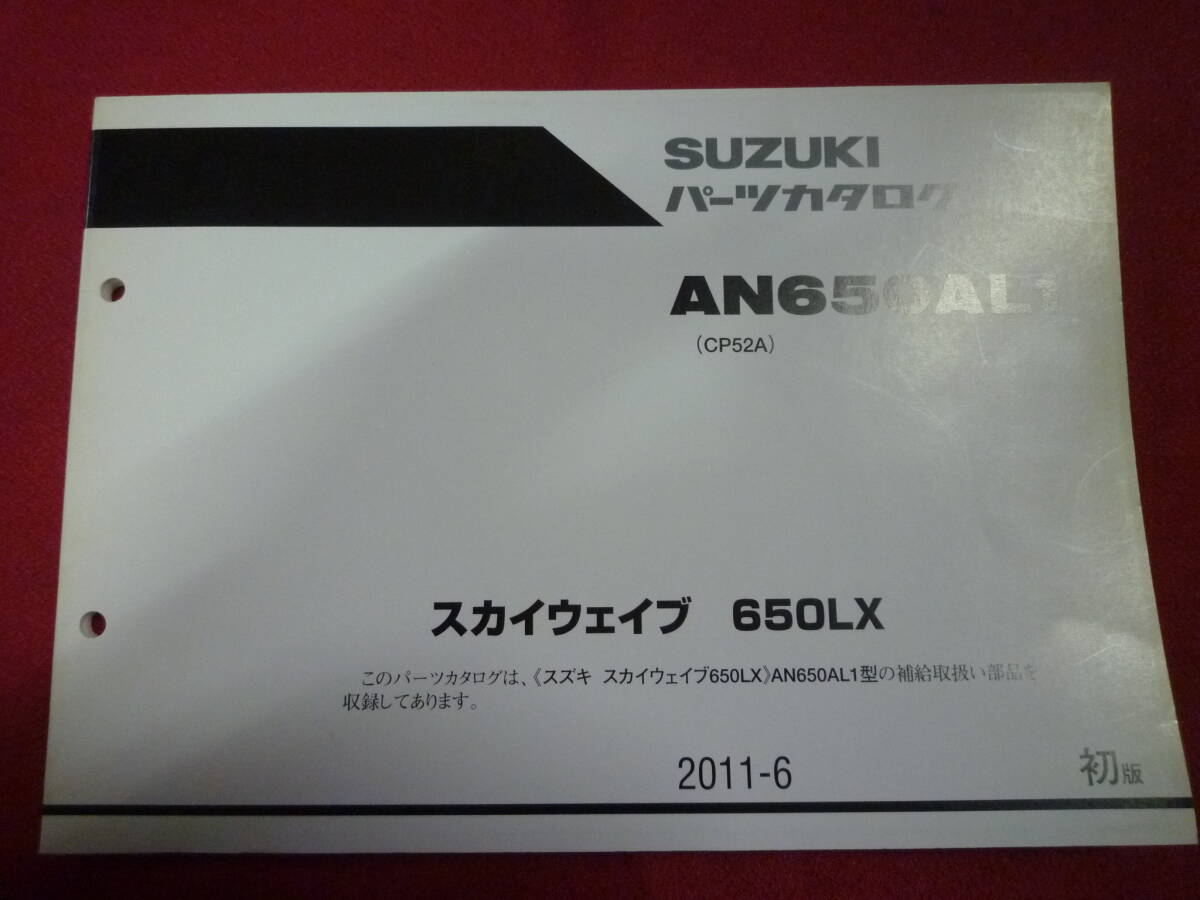 SUZUKI
パーツカタログ
AN650AL1
(CP52A)
スカイウェイブ 650LX
このパーツカタログは、《スズキ スカイウェイブ650LX》AN650AL1型の補給取扱い部品を
収録してあります。
2011-6
初版